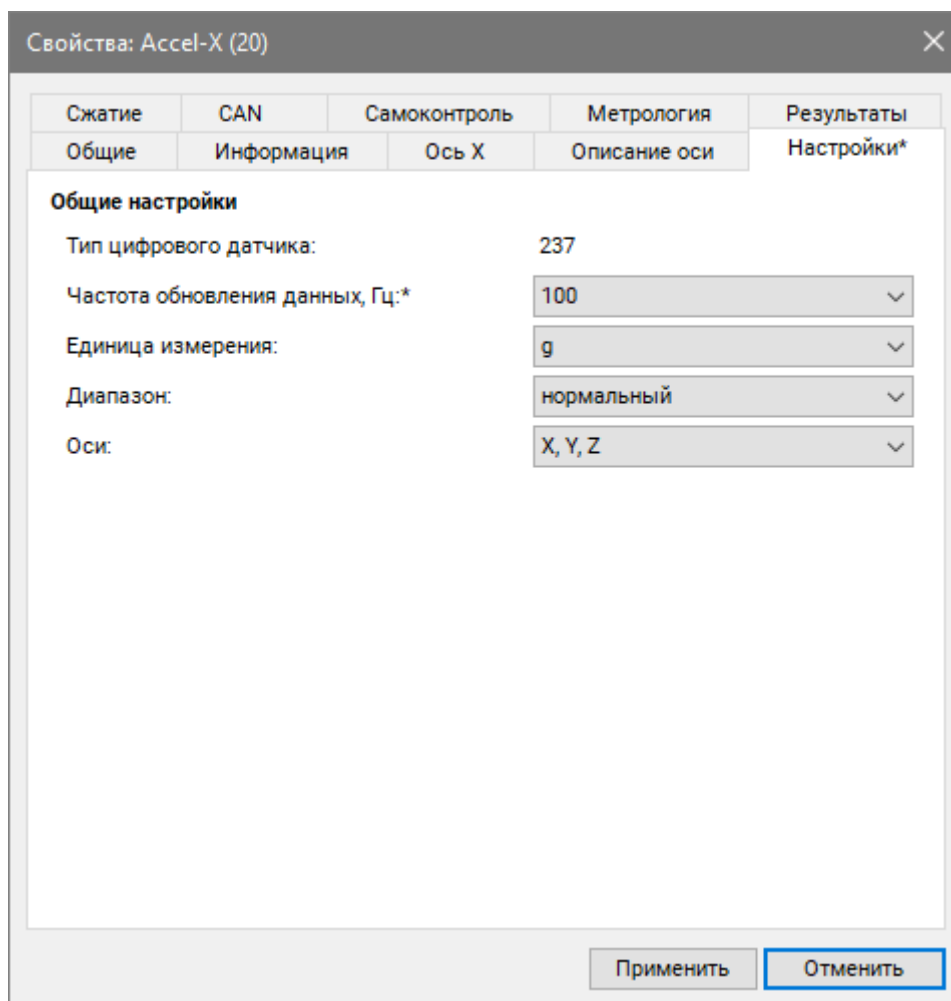 Свойства: Accel-X (20)
Сжатие CAN Самоконтроль Метрология Результаты
Общие Информация Ось X Описание оси Настройки*
Общие настройки
Тип цифрового датчика: 237
Частота обновления данных, Гц:* 100
Единица измерения: g
Диапазон: нормальный
Оси: X, Y, Z
Применить Отменить